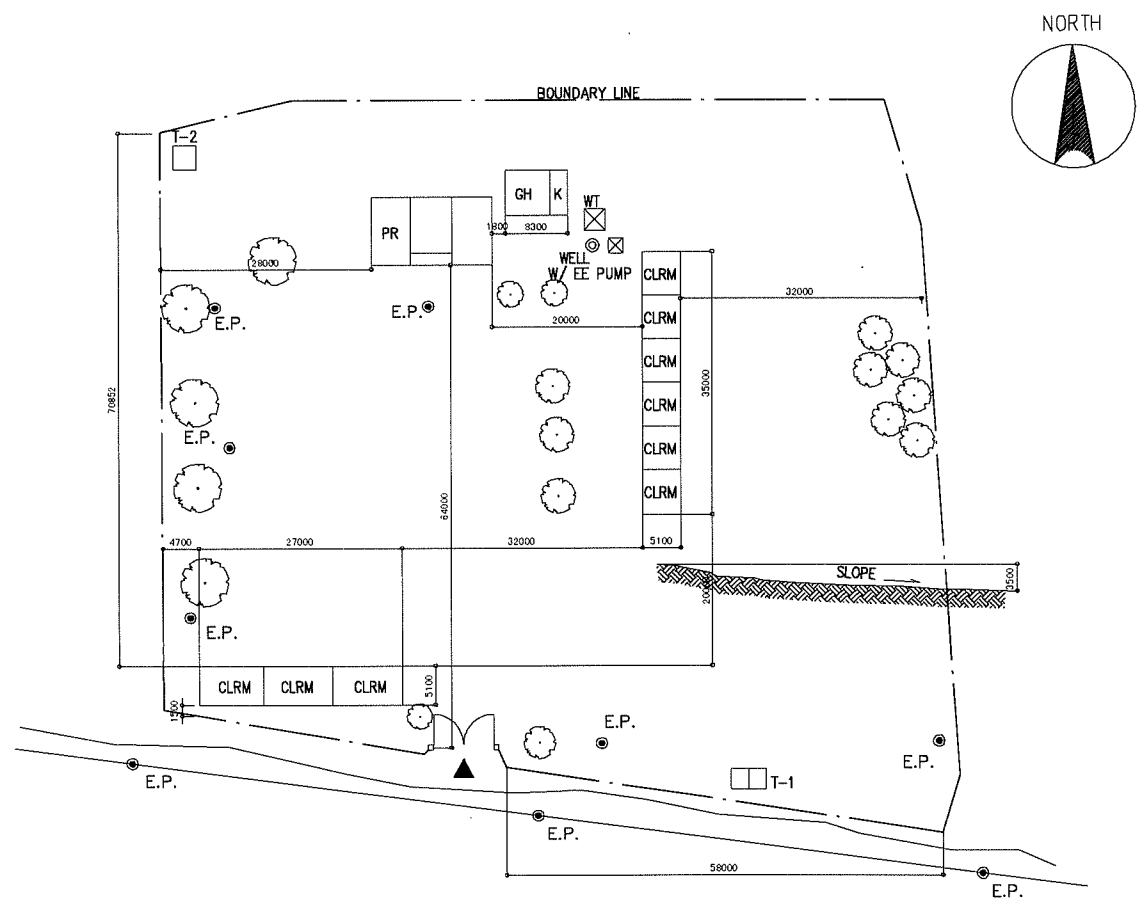 NORTH
BOUNDARY LINE
T-2
GH K
WT
PR
1800 8300
28000
WELL
W EE PUMP
CLRM
32000
E.P.
E.P.
20000
CLRM
CLRM
35000
70852
CLRM
E.P.
CLRM
CLRM
64000
4700 27000 32000 5100
SLOPE
3500
E.P.
CLRM CLRM CLRM
5100
1500
E.P.
E.P.
E.P.
T-1
E.P.
58000
E.P.